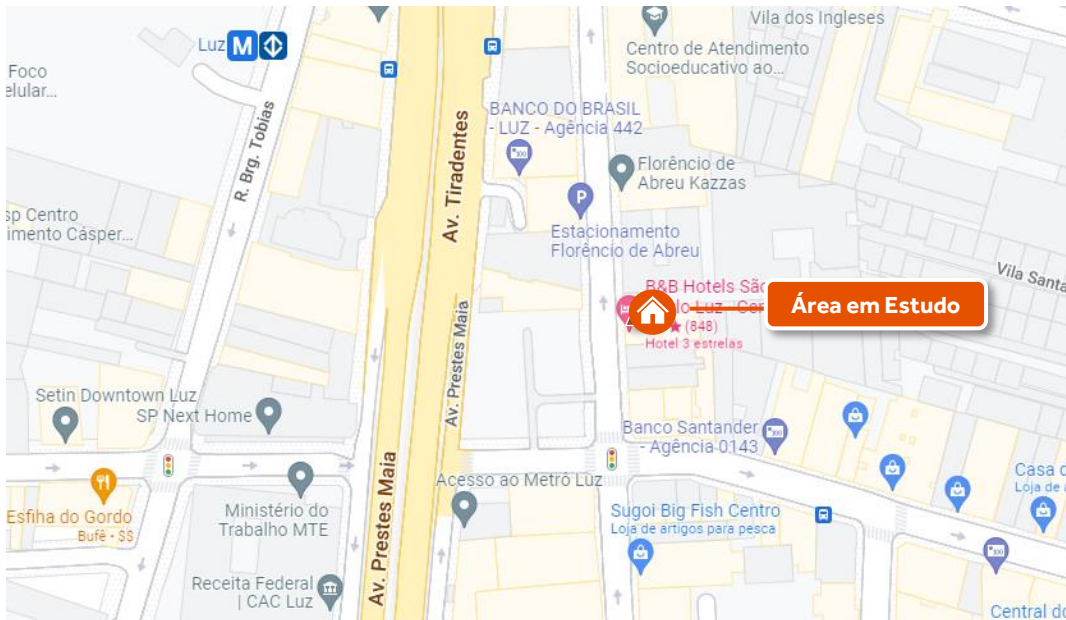 Vila dos Ingleses
Luz M
Centro de Atendimento
Socioeducativo ao...
Foco
elular...
BANCO DO BRASIL
- LUZ - Agência 442
R. Brg. Tobias
Av. Tiradentes
Florêncio de
Abreu Kazzas
P
sp Centro
imento Cásper...
Estacionamento
Florêncio de Abreu
Vila Santa
B&B Hotels São
lo Luz - Cen
(848)
Hotel 3 estrelas
Área em Estudo
Av. Prestes Maia
Setin Downtown Luz
SP Next Home
Banco Santander
- Agência 0143
Acesso ao Metrô Luz
Casa d
Loja de a
Esfiha do Gordo
Bufê · $$
Ministério do
Trabalho MTE
Av. Prestes Maia
Sugoi Big Fish Centro
Loja de artigos para pesca
Receita Federal
| CAC Luz
Central do